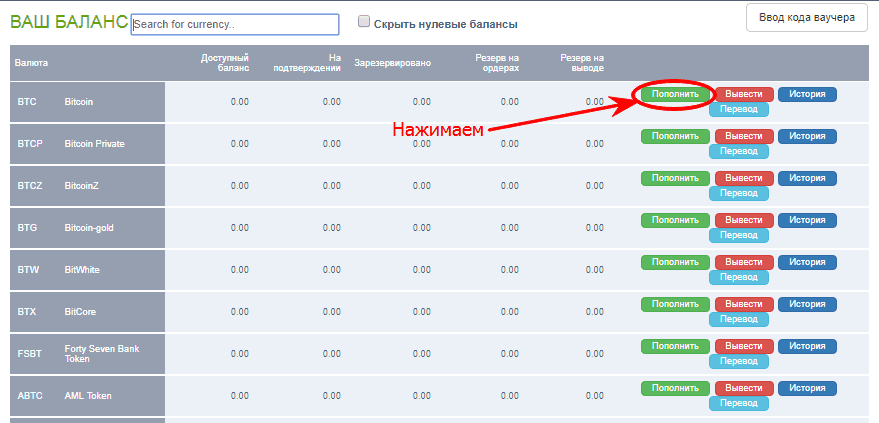 ВАШ БАЛАНС Search for currency.. Скрыть нулевые балансы Ввод кода ваучера
Валюта Доступный баланс На подтверждении Зарезервировано Резерв на ордерах Резерв на выводе
BTC Bitcoin 0.00 0.00 0.00 0.00 0.00 Пополнить Вывести История
Перевод
Нажимаем
BTCP Bitcoin Private 0.00 0.00 0.00 0.00 0.00 Пополнить Вывести История
Перевод
BTCZ BitcoinZ 0.00 0.00 0.00 0.00 0.00 Пополнить Вывести История
Перевод
BTG Bitcoin-gold 0.00 0.00 0.00 0.00 0.00 Пополнить Вывести История
Перевод
BTW BitWhite 0.00 0.00 0.00 0.00 0.00 Пополнить Вывести История
Перевод
BTX BitCore 0.00 0.00 0.00 0.00 0.00 Пополнить Вывести История
Перевод
FSBT Forty Seven Bank Token 0.00 0.00 0.00 0.00 0.00 Пополнить Вывести История
Перевод
ABTC AML Token 0.00 0.00 0.00 0.00 0.00 Пополнить Вывести История
Перевод